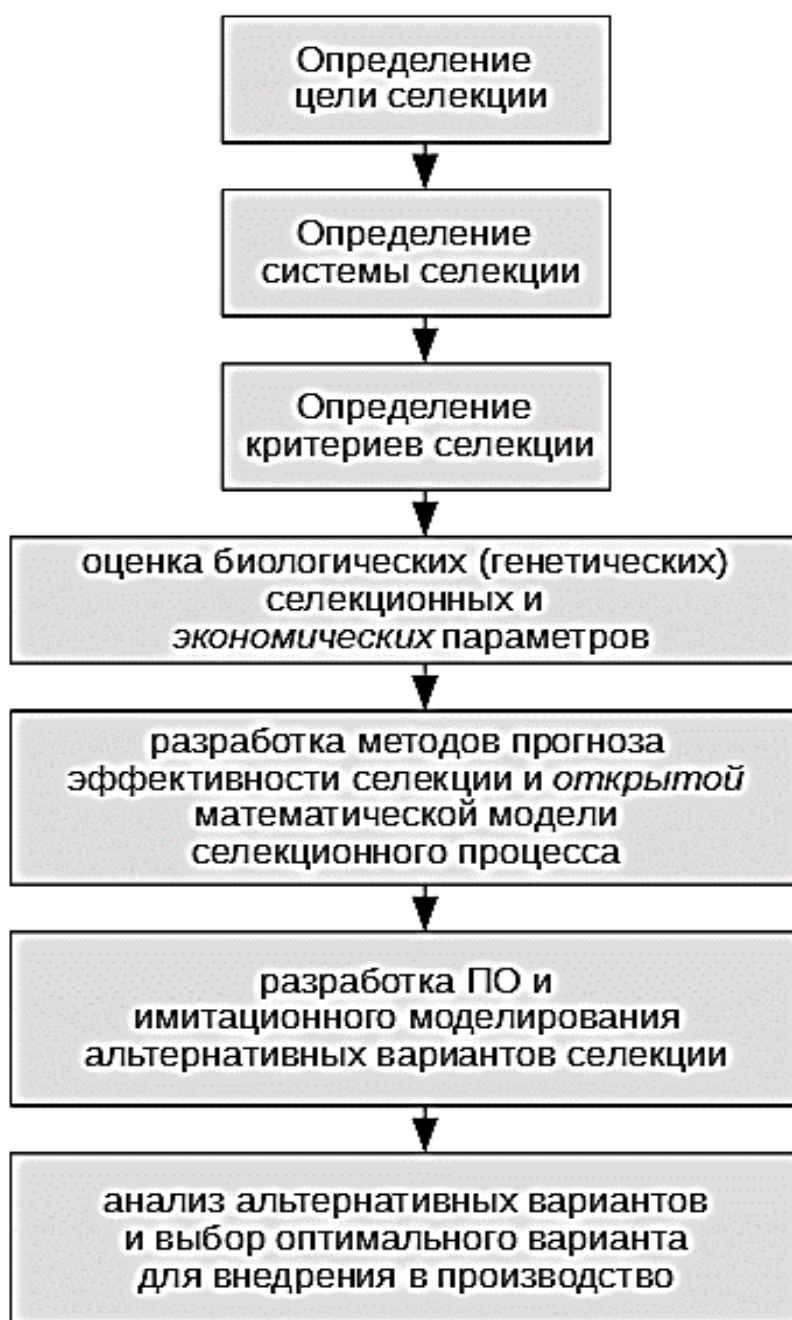 Определение
цели селекции
Определение
системы селекции
Определение
критериев селекции
оценка биологических (генетических)
селекционных и
экономических параметров
разработка методов прогноза
эффективности селекции и открытой
математической модели
селекционного процесса
разработка ПО и
имитационного моделирования
альтернативных вариантов селекции
анализ альтернативных вариантов
и выбор оптимального варианта
для внедрения в производство